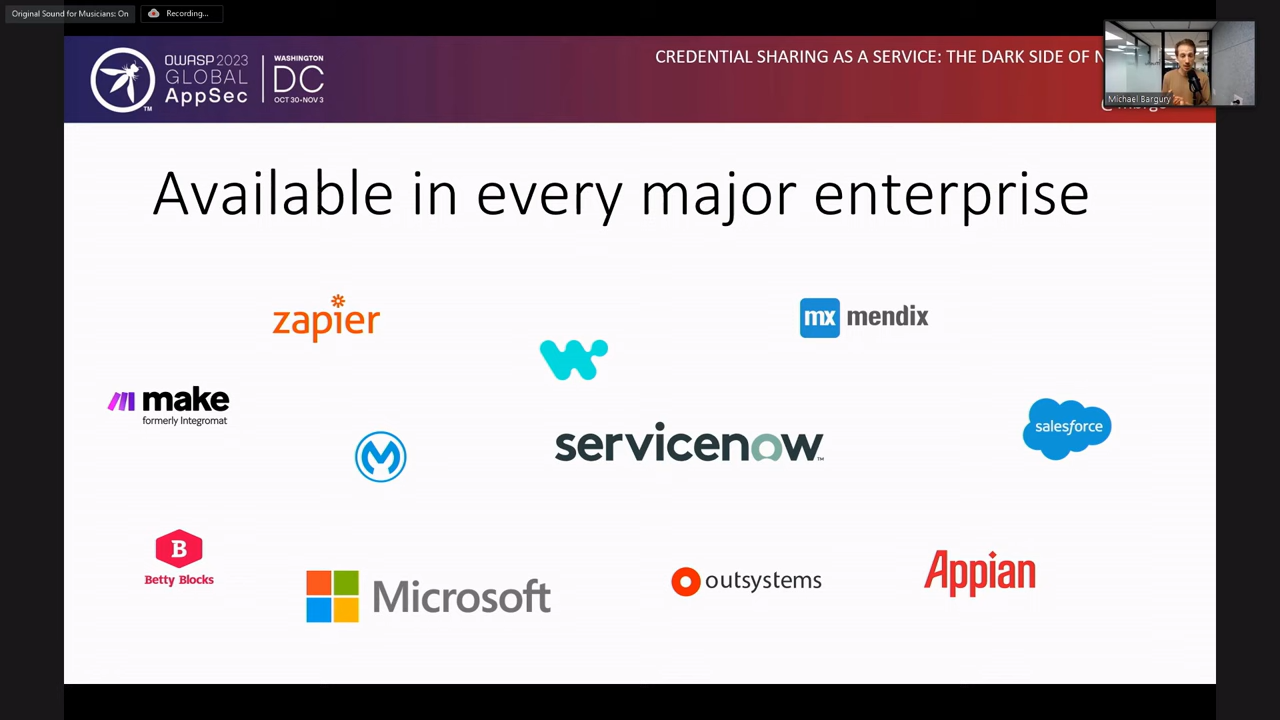 Original Sound for Musicians: On
Recording...
OWASP 2023
GLOBAL
AppSec
WASHINGTON
DC
OCT 30-NOV 3
CREDENTIAL SHARING AS A SERVICE: THE DARK SIDE OF N
Michael Bargury
Available in every major enterprise
zapier
mx mendix
make
formerly Integromat
servicenow
salesforce
B
Betty Blocks
Microsoft
outsystems
Appian